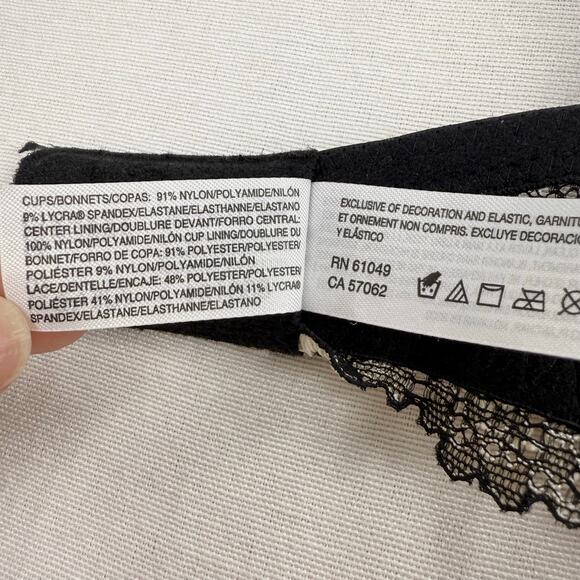 CUPS/BONNETS/COPAS: 91% NYLON/POLYAMIDE/NILÓN
9% LYCRA® SPANDEX/ELASTANE/ELASTHANNE/ELASTANO
CENTER LINING/DOUBLURE DEVANT/FORRO CENTRAL:
100% NYLON/POLYAMIDE/NILÓN CUP LINING/DOUBLURE DU
BONNET/FORRO DE COPA: 91% POLYESTER/POLYESTER/
POLIÉSTER 9% NYLON/POLYAMIDE/NILÓN
LACE/DENTELLE/ENCAJE: 48% POLYESTER/POLYESTER/
POLIÉSTER 41% NYLON/POLYAMIDE/NILÓN 11% LYCRA®
SPANDEX/ELASTANE/ELASTHANNE/ELASTANO
EXCLUSIVE OF DECORATION AND ELASTIC, GARNITU
ET ORNEMENT NON COMPRIS. EXCLUYE DECORACIÓ
Y ELÁSTICO
RN 61049
CA 57062